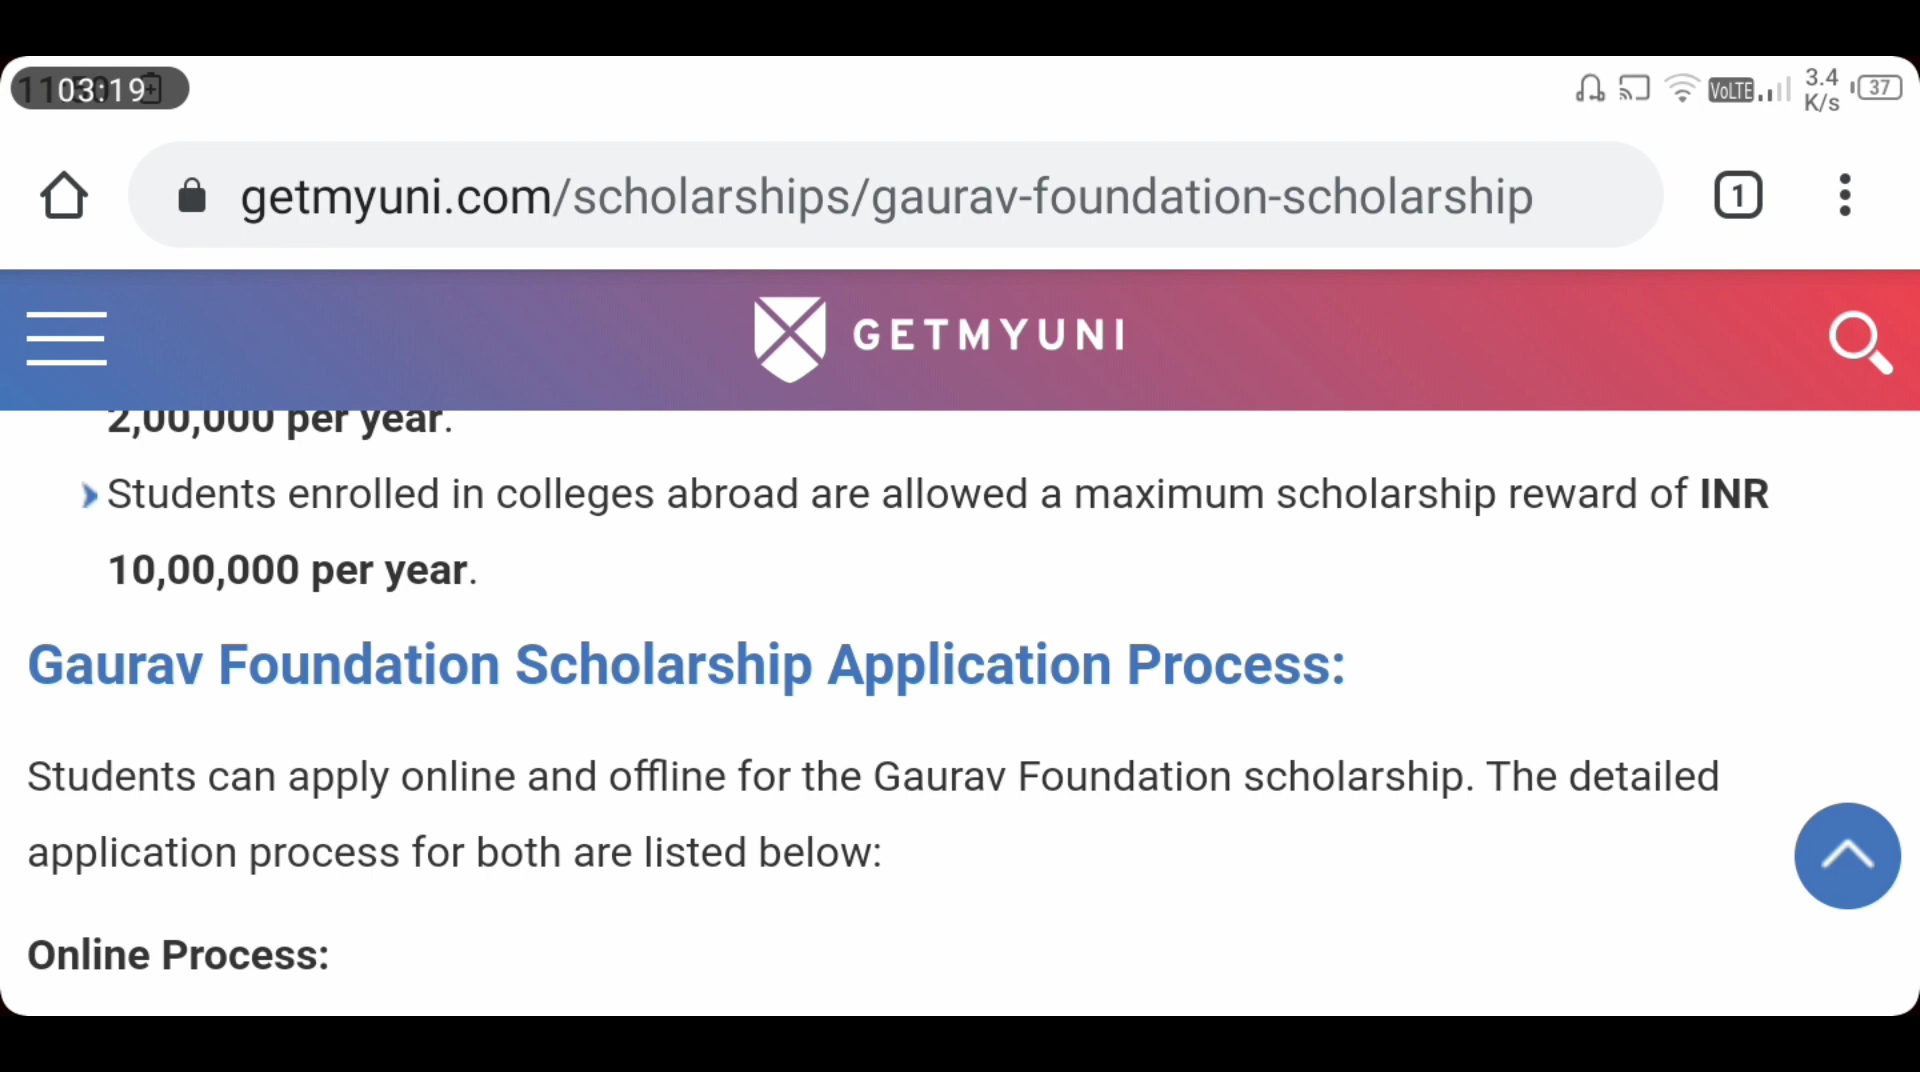 03:19
VoLTE 3.4 K/s 37
getmyuni.com/scholarships/gaurav-foundation-scholarship
1
GETMYUNI
2,00,000 per year.
Students enrolled in colleges abroad are allowed a maximum scholarship reward of INR
10,00,000 per year.
Gaurav Foundation Scholarship Application Process:
Students can apply online and offline for the Gaurav Foundation scholarship. The detailed
application process for both are listed below:
Online Process: